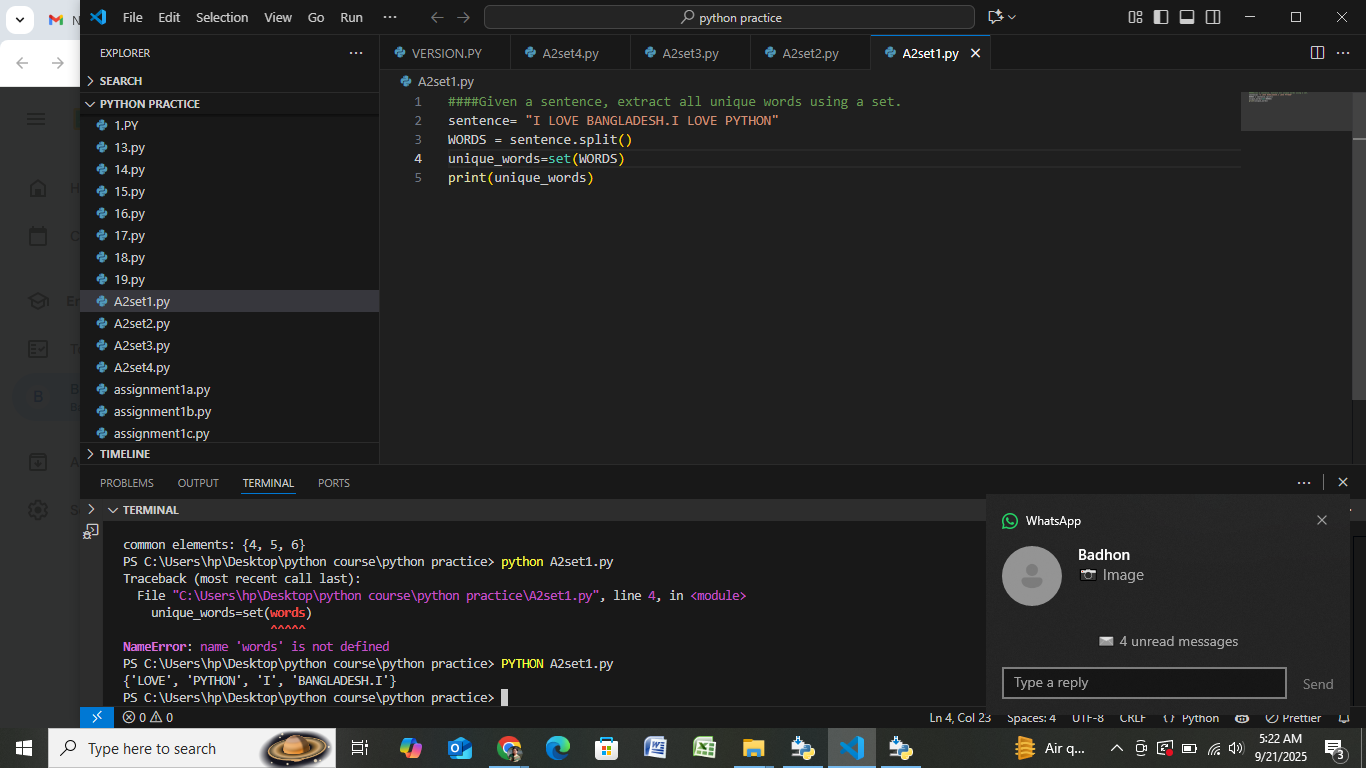 N
File Edit Selection View Go Run ···
python practice
EXPLORER
SEARCH
PYTHON PRACTICE
1.PY
13.py
14.py
15.py
16.py
17.py
18.py
19.py
A2set1.py
A2set2.py
A2set3.py
A2set4.py
assignment1a.py
assignment1b.py
assignment1c.py
TIMELINE
VERSION.PY A2set4.py A2set3.py A2set2.py A2set1.py
A2set1.py
1 ####Given a sentence, extract all unique words using a set.
2 sentence= "I LOVE BANGLADESH.I LOVE PYTHON"
3 WORDS = sentence.split()
4 unique_words=set(WORDS)
5 print(unique_words)
PROBLEMS OUTPUT TERMINAL PORTS
TERMINAL
common elements: {4, 5, 6}
PS C:\Users\hp\Desktop\python course\python practice> python A2set1.py
Traceback (most recent call last):
File "C:\Users\hp\Desktop\python course\python practice\A2set1.py", line 4, in <module>
unique_words=set(words)
^^^^^
NameError: name 'words' is not defined
PS C:\Users\hp\Desktop\python course\python practice> PYTHON A2set1.py
{'LOVE', 'PYTHON', 'I', 'BANGLADESH.I'}
PS C:\Users\hp\Desktop\python course\python practice>
WhatsApp
Badhon
Image
4 unread messages
Type a reply
Send
0 0
Ln 4, Col 23 Spaces: 4 UTF-8 CRLF Python Prettier
Type here to search
Air q...
5:22 AM
9/21/2025
3